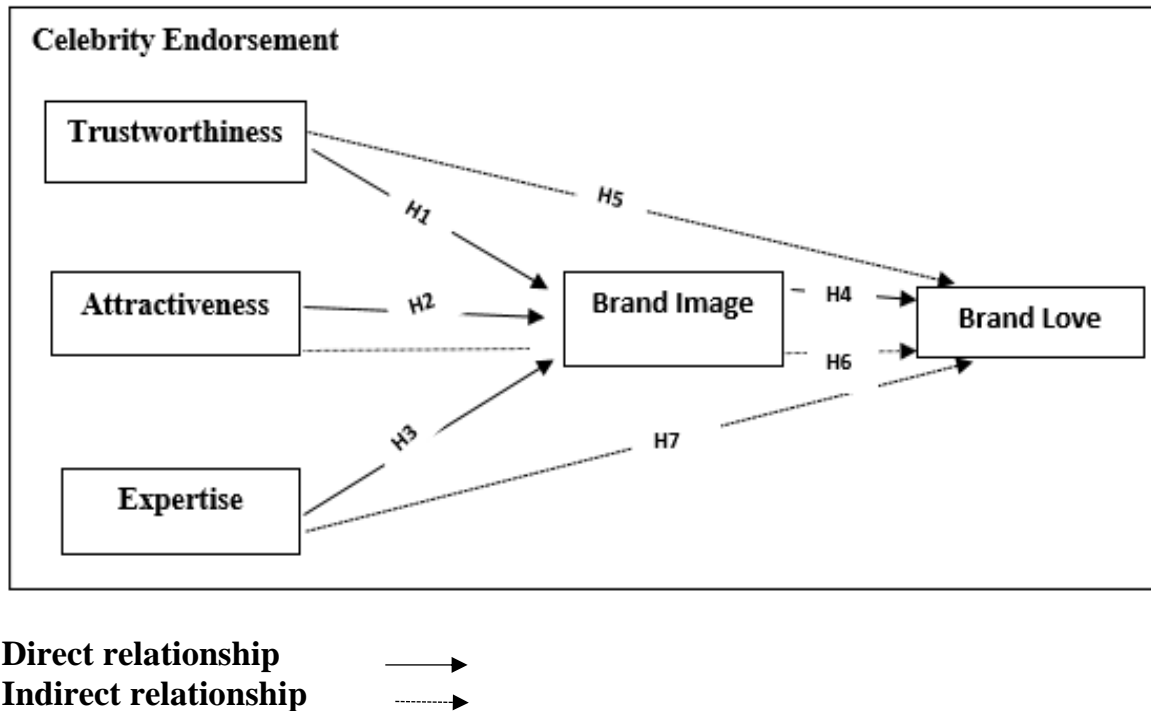 Celebrity Endorsement
Trustworthiness
H5
H1
Attractiveness
H2
Brand Image
H4
Brand Love
H6
H3
H7
Expertise
Direct relationship
Indirect relationship